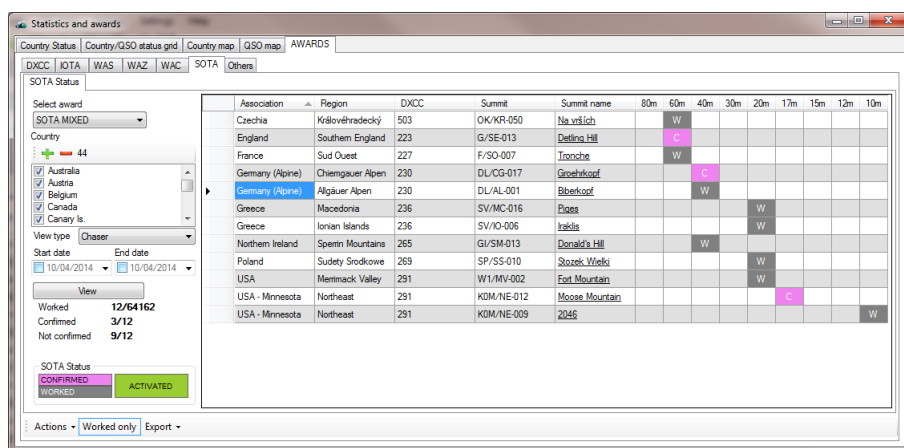 Statistics and awards
Country Status Country/QSO status grid Country map QSO map AWARDS
DXCC IOTA WAS WAZ WAC SOTA Others
SOTA Status
Select award
SOTA MIXED
Country
44
Australia
Austria
Belgium
Canada
Canary Is.
View type Chaser
Start date End date
10/04/2014 10/04/2014
View
Worked 12/64162
Confirmed 3/12
Not confirmed 9/12
SOTA Status
CONFIRMED
WORKED
ACTIVATED
Association Region DXCC Summit Summit name 80m 60m 40m 30m 20m 17m 15m 12m 10m
Czechia Královéhradecký 503 OK/KR-050 Na vrších W
England Southern England 223 G/SE-013 Detling Hill C
France Sud Ouest 227 F/SO-007 Tronche W
Germany (Alpine) Chiemgauer Alpen 230 DL/CG-017 Groehrkopf C
Germany (Alpine) Allgäuer Alpen 230 DL/AL-001 Biberkopf W
Greece Macedonia 236 SV/MC-016 Piges W
Greece Ionian Islands 236 SV/IO-006 Iraklis W
Northern Ireland Sperrin Mountains 265 GI/SM-013 Donald's Hill W
Poland Sudety Srodkowe 269 SP/SS-010 Stozek Wielki W
USA Merrimack Valley 291 W1/MV-002 Fort Mountain W
USA - Minnesota Northeast 291 K0M/NE-012 Moose Mountain C
USA - Minnesota Northeast 291 K0M/NE-009 2046 W
Actions Worked only Export